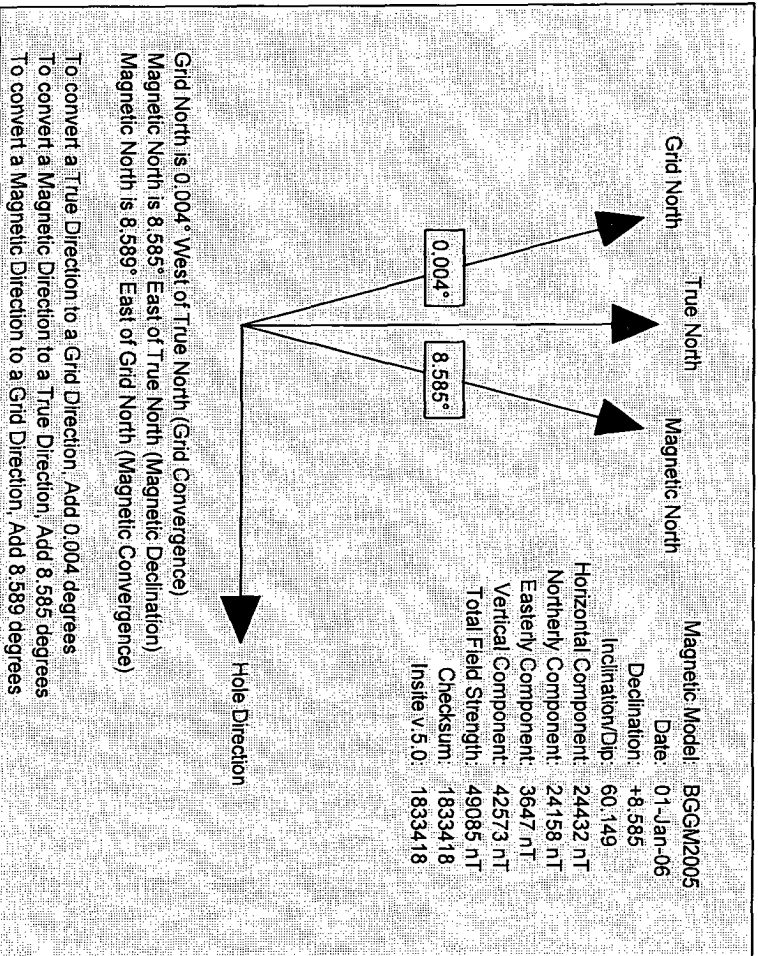 Grid North
True North
Magnetic North
0.004°
8.585°
Hole Direction
Magnetic Model: BGGM2005
Date: 01-Jan-06
Declination: +8.585
Inclination/Dip: 60.149
Horizontal Component: 24432 nT
Northerly Component: 24158 nT
Easterly Component: 3647 nT
Vertical Component: 42573 nT
Total Field Strength: 49085 nT
Checksum: 1833418
Insite v.5.0: 1833418
Grid North is 0.004° West of True North (Grid Convergence)
Magnetic North is 8.585° East of True North (Magnetic Declination)
Magnetic North is 8.589° East of Grid North (Magnetic Convergence)
To convert a True Direction to a Grid Direction, Add 0.004 degrees
To convert a Magnetic Direction to a True Direction, Add 8.585 degrees
To convert a Magnetic Direction to a Grid Direction, Add 8.589 degrees